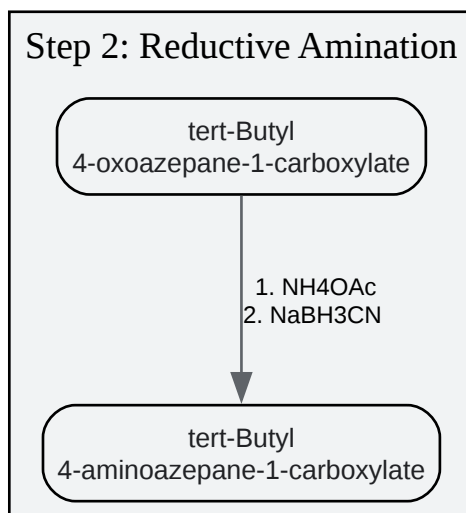 Step 2: Reductive Amination
tert-Butyl
4-oxoazepane-1-carboxylate
1. NH4OAc
2. NaBH3CN
tert-Butyl
4-aminoazepane-1-carboxylate